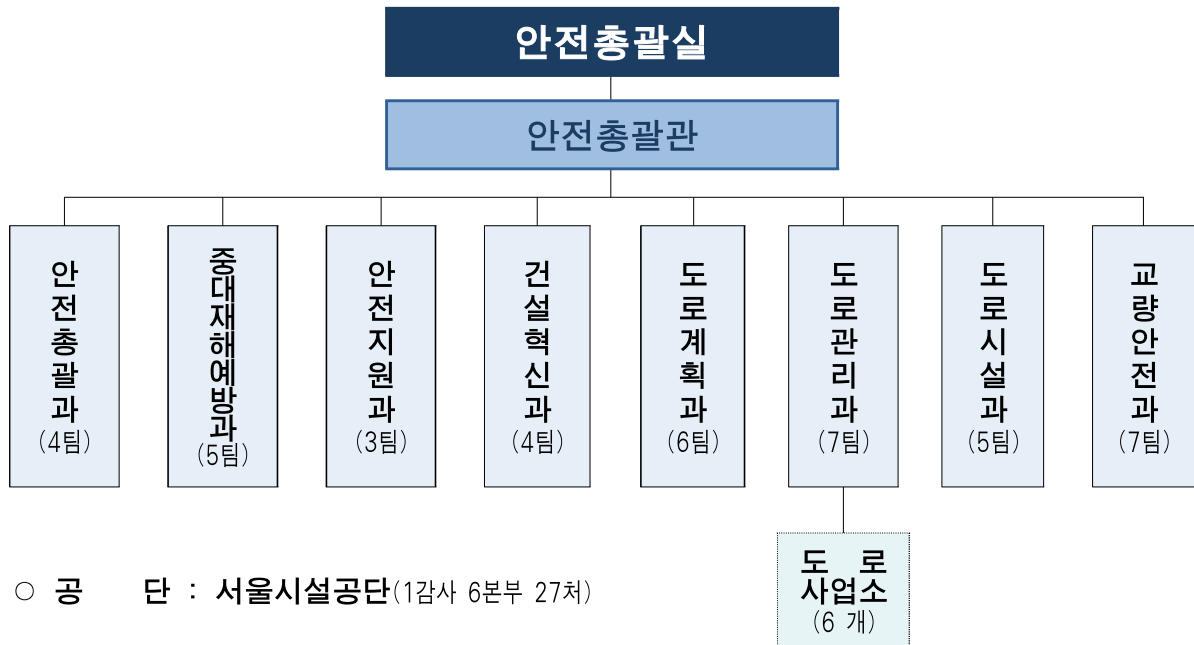 안전총괄실
안전총괄관
안전총괄과
(4팀)
중대재해예방과
(5팀)
안전지원과
(3팀)
건설혁신과
(4팀)
도로계획과
(6팀)
도로관리과
(7팀)
도로시설과
(5팀)
교량안전과
(7팀)
도 로
사업소
(6 개)
○ 공 단 : 서울시설공단(1감사 6본부 27처)